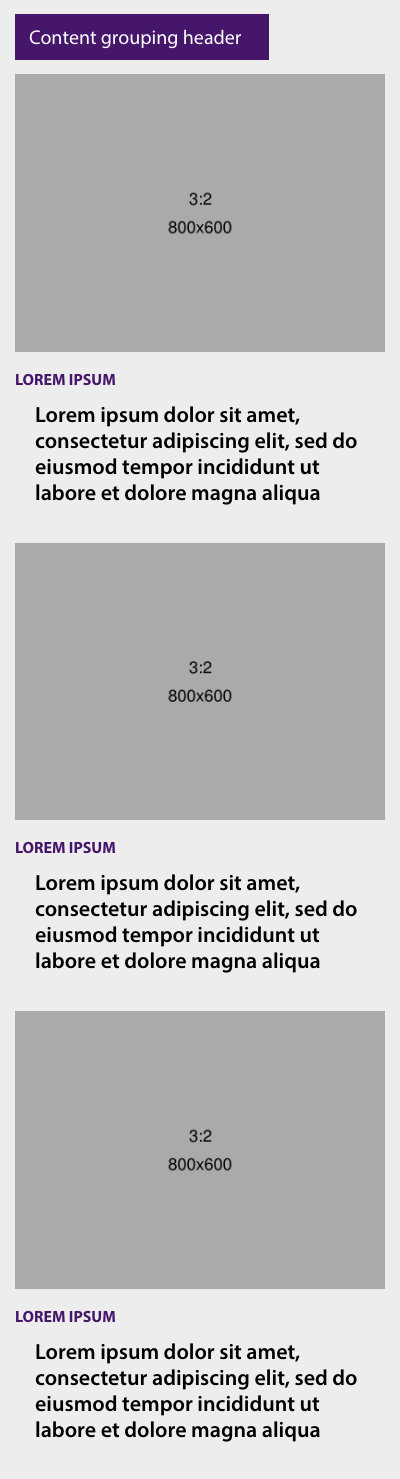 Content grouping header
3:2
800x600
LOREM IPSUM
Lorem ipsum dolor sit amet,
consectetur adipiscing elit, sed do
eiusmod tempor incididunt ut
labore et dolore magna aliqua
3:2
800x600
LOREM IPSUM
Lorem ipsum dolor sit amet,
consectetur adipiscing elit, sed do
eiusmod tempor incididunt ut
labore et dolore magna aliqua
3:2
800x600
LOREM IPSUM
Lorem ipsum dolor sit amet,
consectetur adipiscing elit, sed do
eiusmod tempor incididunt ut
labore et dolore magna aliqua